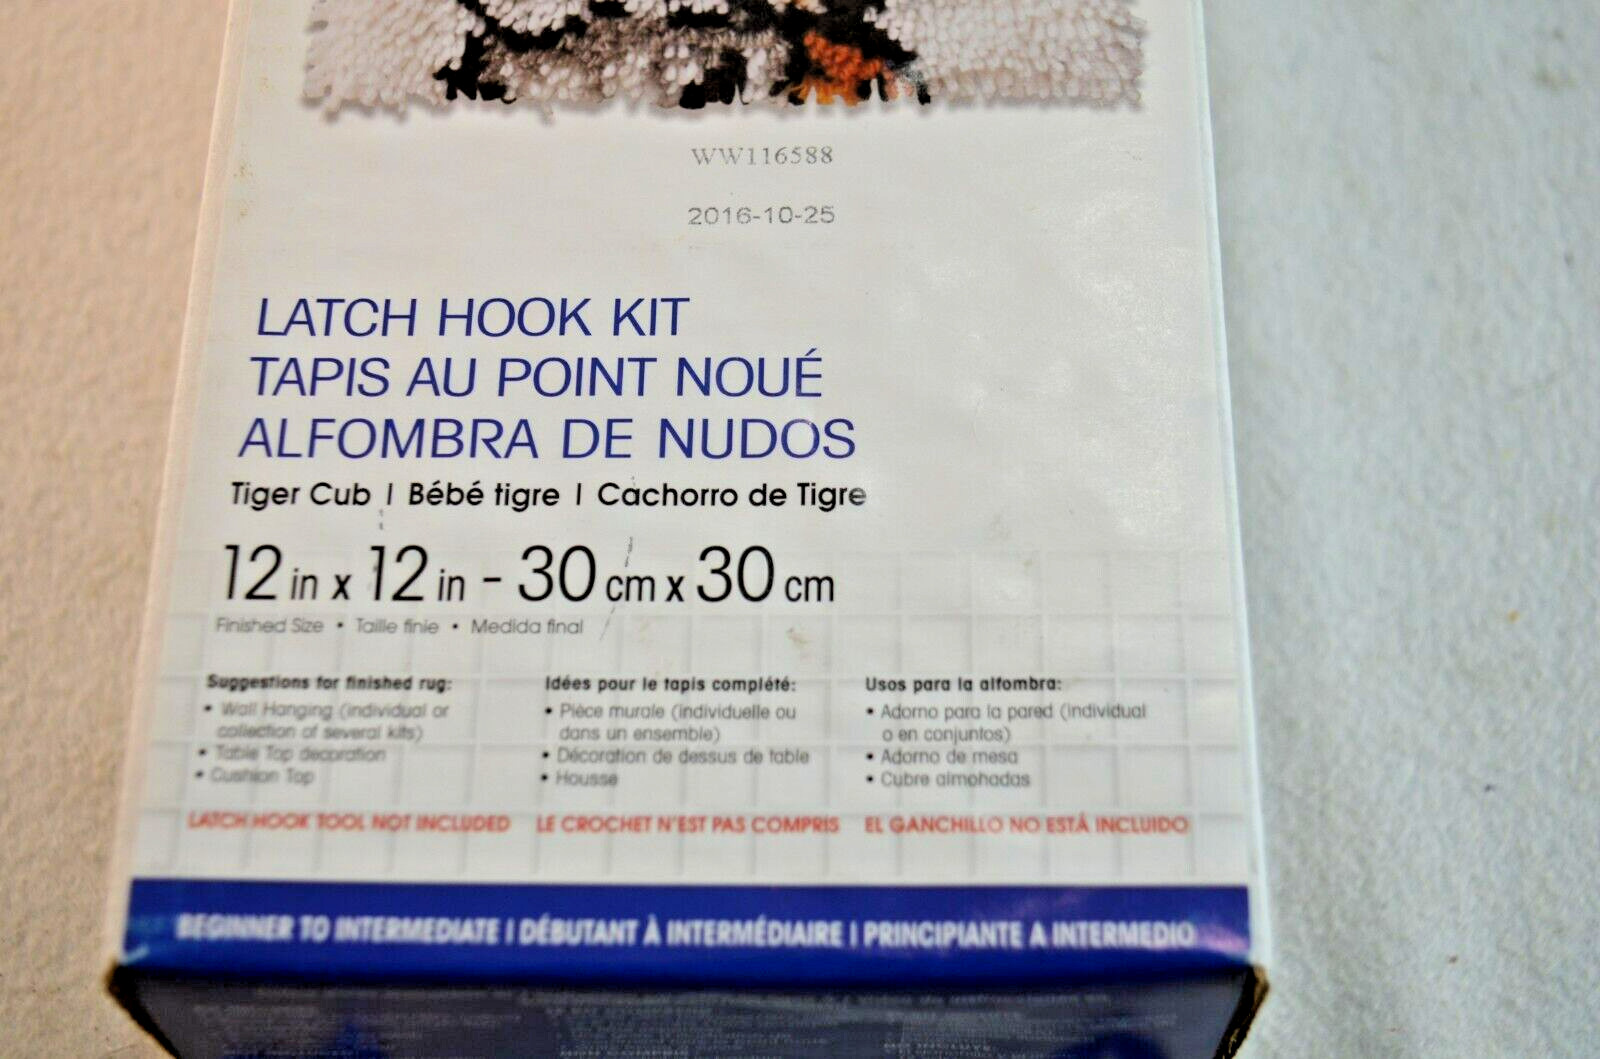 WW116588
2016-10-25
LATCH HOOK KIT
TAPIS AU POINT NOUÉ
ALFOMBRA DE NUDOS
Tiger Cub | Bébé tigre | Cachorro de Tigre
12 in x 12 in - 30 cm x 30 cm
Finished Size • Taille finie • Medida final
Suggestions for finished rug:
• Wall Hanging (individual or
collection of several kits)
• Table Top decoration
• Cushion Top
Idées pour le tapis complété:
• Pièce murale (individuelle ou
dans un ensemble)
• Décoration de dessus de table
• Housse
Usos para la alfombra:
• Adorno para la pared (individual
o en conjuntos)
• Adorno de mesa
• Cubre almohadas
LATCH HOOK TOOL NOT INCLUDED LE CROCHET N'EST PAS COMPRIS EL GANCHILLO NO ESTÁ INCLUIDO
BEGINNER TO INTERMEDIATE | DÉBUTANT À INTERMÉDIAIRE | PRINCIPIANTE A INTERMEDIO